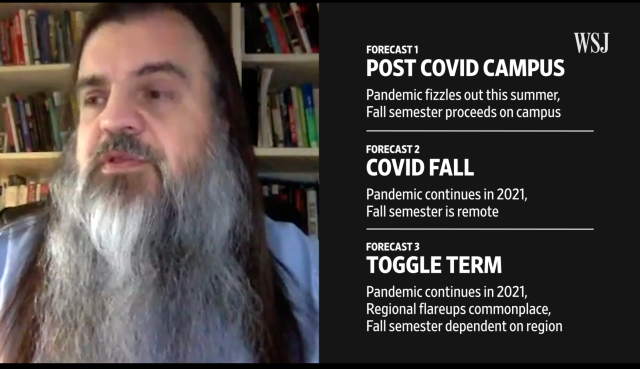 WSJ
FORECAST 1
POST COVID CAMPUS
Pandemic fizzles out this summer,
Fall semester proceeds on campus
FORECAST 2
COVID FALL
Pandemic continues in 2021,
Fall semester is remote
FORECAST 3
TOGGLE TERM
Pandemic continues in 2021,
Regional flareups commonplace,
Fall semester dependent on region